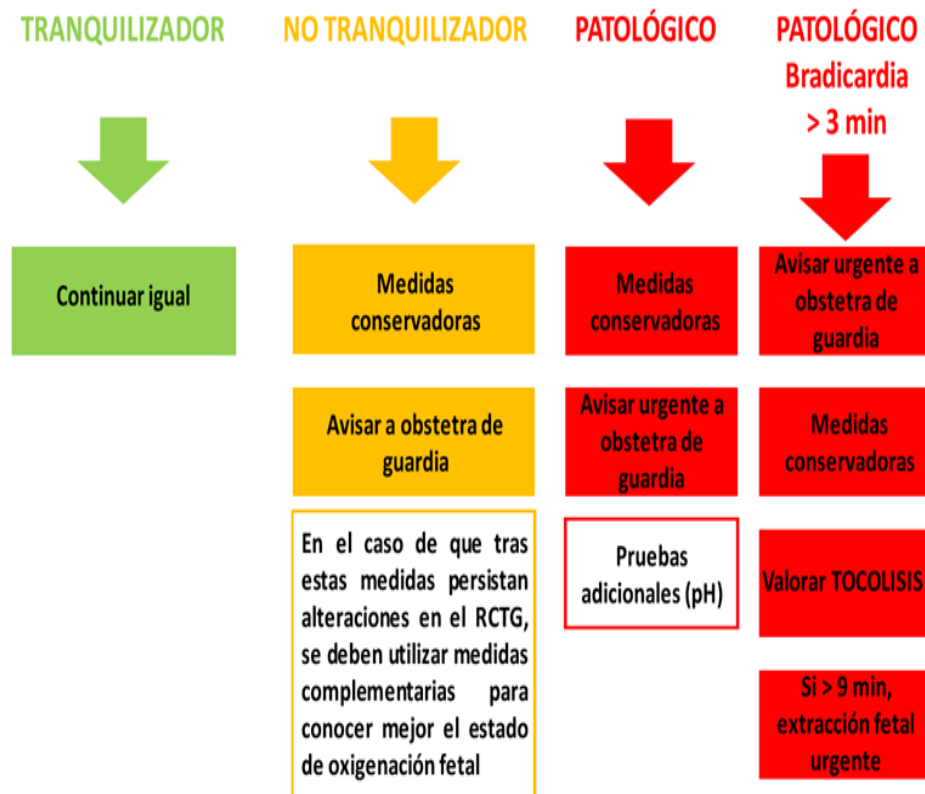 TRANQUILIZADOR
Continuar igual
NO TRANQUILIZADOR
Medidas
conservadoras
Avisar a obstetra de
guardia
En el caso de que tras
estas medidas persistan
alteraciones en el RCTG,
se deben utilizar medidas
complementarias para
conocer mejor el estado
de oxigenación fetal
PATOLÓGICO
Medidas
conservadoras
Avisar urgente a
obstetra de
guardia
Pruebas
adicionales (pH)
PATOLÓGICO
Bradicardia
> 3 min
Avisar urgente a
obstetra de
guardia
Medidas
conservadoras
Valorar TOCOLISIS
Si > 9 min,
extracción fetal
urgente